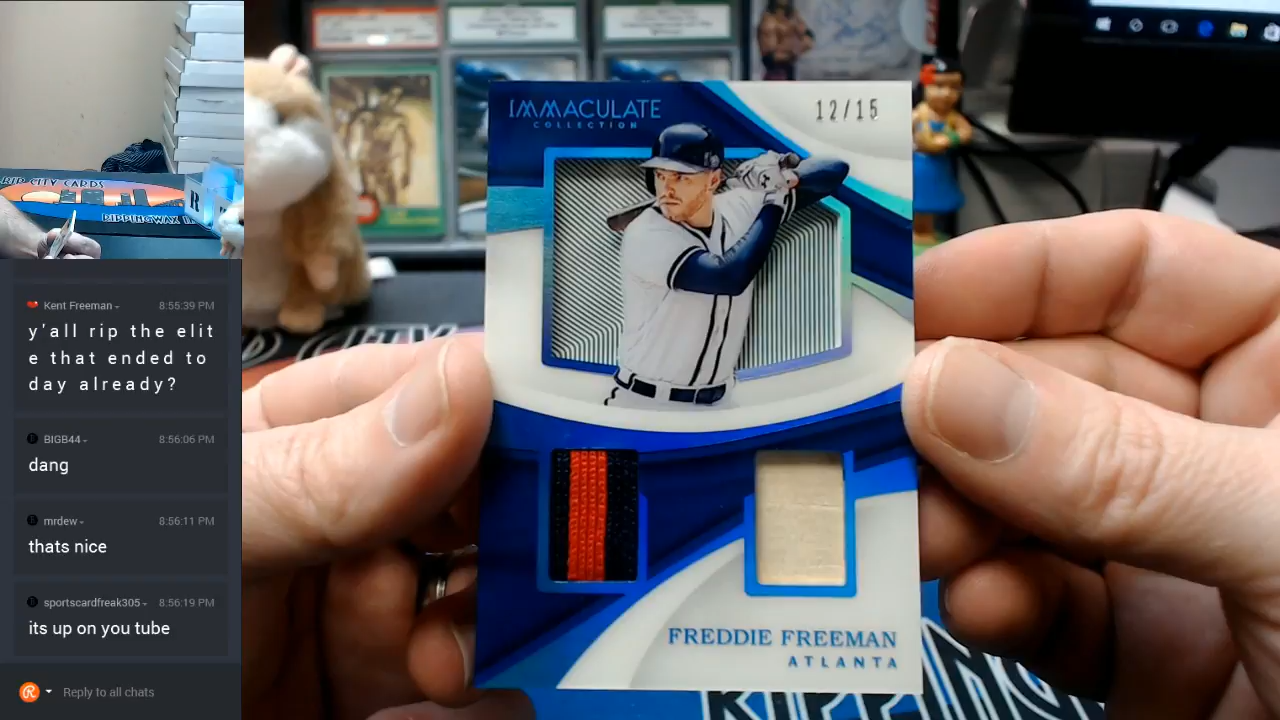 IMMACULATE
COLLECTION
12/15
FREDDIE FREEMAN
ATLANTA
RIP CITY CARDS
RIPPINGWAX
Kent Freeman
8:55:39 PM
y'all rip the elit
e that ended to
day already?
BIGB44
8:56:06 PM
dang
mrdew
8:56:11 PM
thats nice
sportscardfreak305
8:56:19 PM
its up on you tube
Reply to all chats
RIPPING